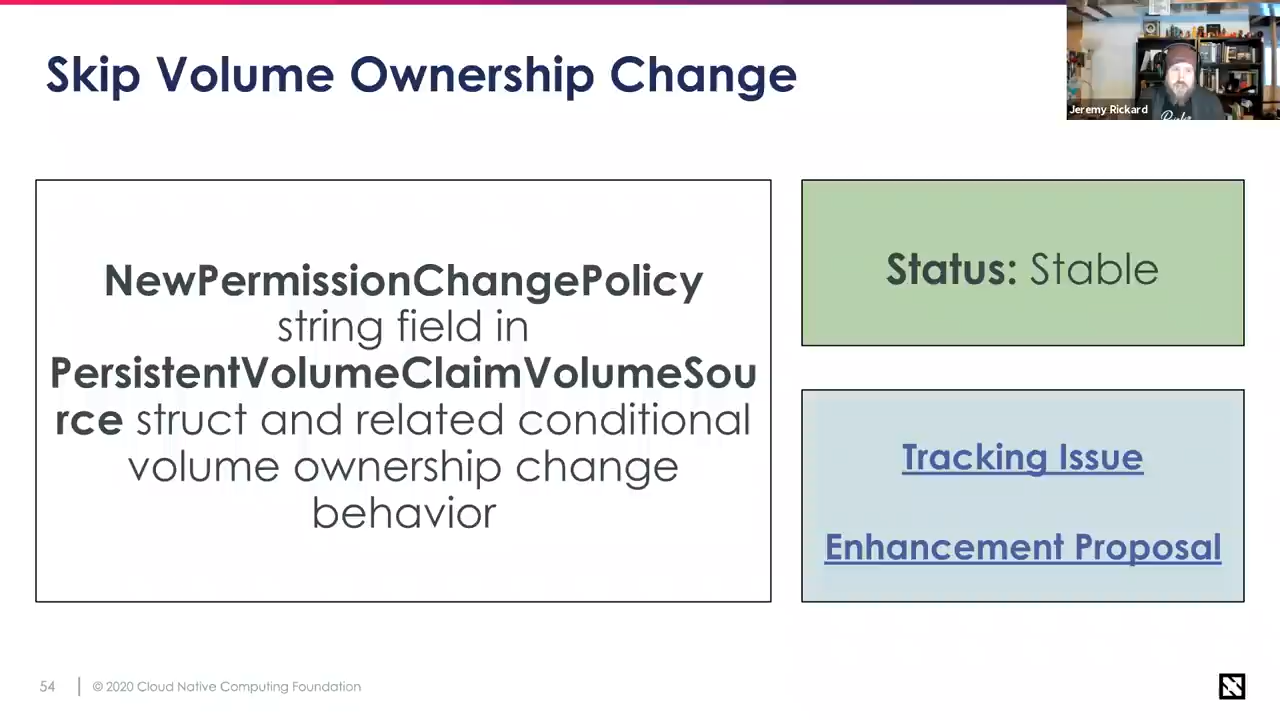 Skip Volume Ownership Change
Jeremy Rickard
NewPermissionChangePolicy
string field in
PersistentVolumeClaimVolumeSou
rce struct and related conditional
volume ownership change
behavior
Status: Stable
Tracking Issue
Enhancement Proposal
54
© 2020 Cloud Native Computing Foundation